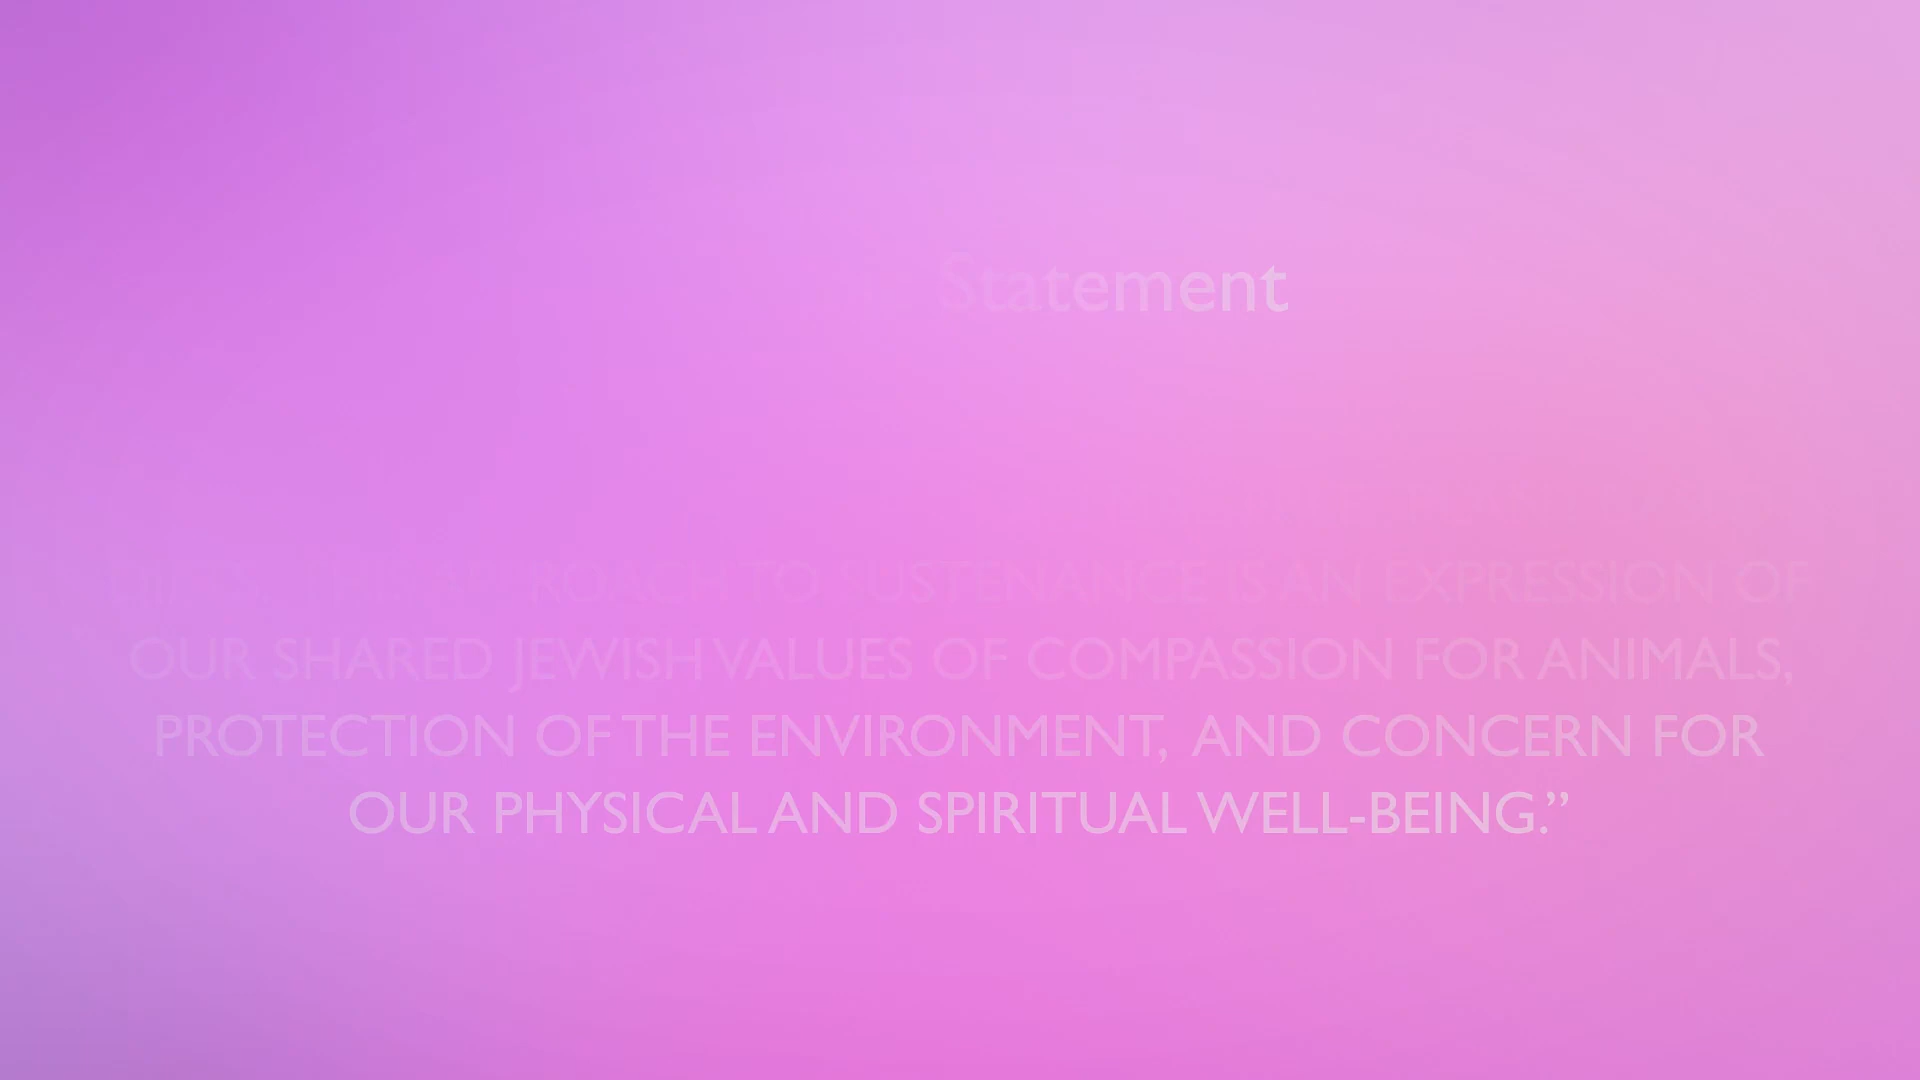 Statement
APPROACH TO SUSTENANCE IS AN EXPRESSION OF
OUR SHARED JEWISH VALUES OF COMPASSION FOR ANIMALS,
PROTECTION OF THE ENVIRONMENT, AND CONCERN FOR
OUR PHYSICAL AND SPIRITUAL WELL-BEING.”